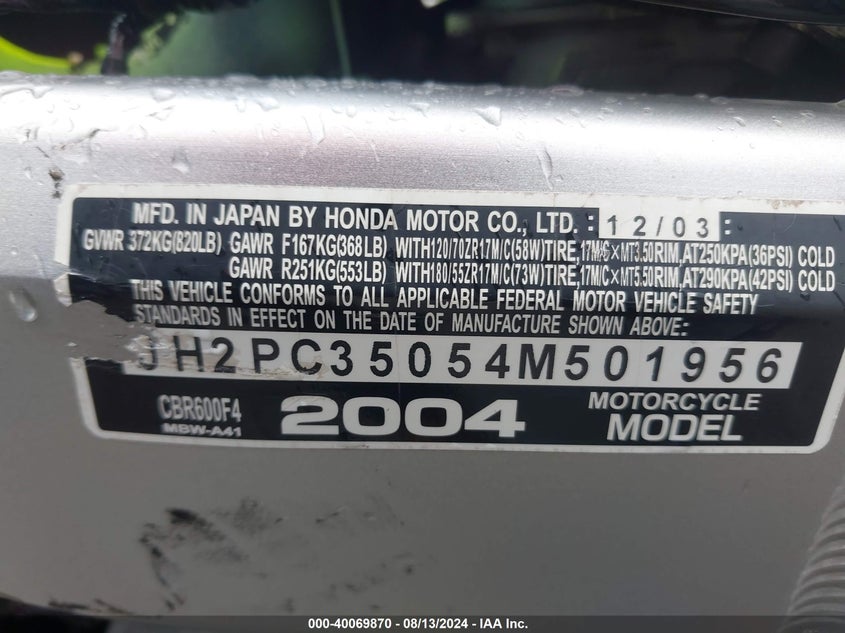 MFD. IN JAPAN BY HONDA MOTOR CO., LTD. : 12/03 :
GVWR 372KG(820LB) GAWR F167KG(368LB) WITH120/70ZR17M/C(58W)TIRE,17M/C×MT3.50RIM,AT250KPA(36PSI) COLD
GAWR R251KG(553LB) WITH180/55ZR17M/C(73W)TIRE,17M/C×MT5.50RIM,AT290KPA(42PSI) COLD
THIS VEHICLE CONFORMS TO ALL APPLICABLE FEDERAL MOTOR VEHICLE SAFETY
STANDARDS IN EFFECT ON THE DATE OF MANUFACTURE SHOWN ABOVE:
JH2PC35054M501956
CBR600F4 2004 MOTORCYCLE
MBW-A41 MODEL
000-40069870 - 08/13/2024 - IAA Inc.